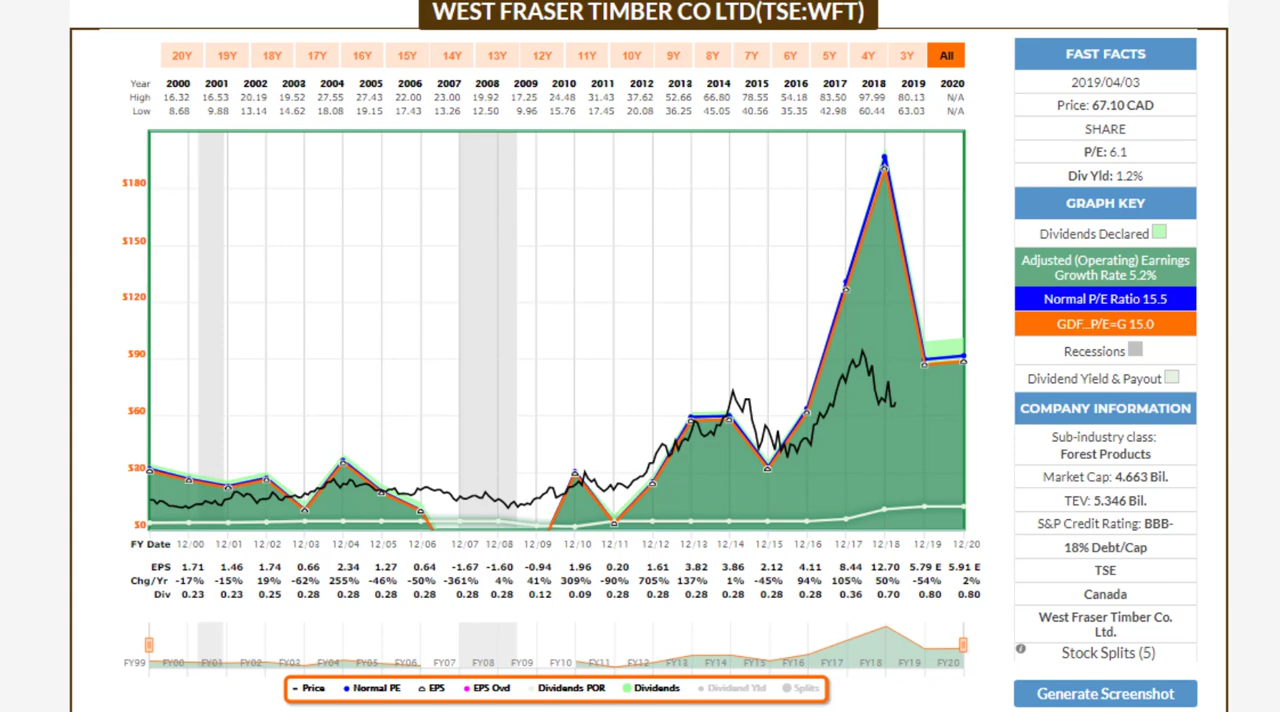 WEST FRASER TIMBER CO LTD(TSE:WFT)
20Y 19Y 18Y 17Y 16Y 15Y 14Y 13Y 12Y 11Y 10Y 9Y 8Y 7Y 6Y 5Y 4Y 3Y All
Year 2000 2001 2002 2003 2004 2005 2006 2007 2008 2009 2010 2011 2012 2013 2014 2015 2016 2017 2018 2019 2020
High 16.32 16.53 20.19 19.52 27.55 27.43 22.00 23.00 19.92 17.25 24.48 31.43 37.62 52.66 66.80 78.55 54.18 83.50 97.99 80.13 N/A
Low 8.68 9.88 13.14 14.62 18.08 19.15 17.43 13.26 12.50 9.96 15.76 17.45 20.08 36.25 45.05 40.56 35.35 42.98 60.44 63.03 N/A
$180
$150
$120
$90
$60
$30
$0
FY Date 12/00 12/01 12/02 12/03 12/04 12/05 12/06 12/07 12/08 12/09 12/10 12/11 12/12 12/13 12/14 12/15 12/16 12/17 12/18 12/19 12/20
EPS 1.71 1.46 1.74 0.66 2.34 1.27 0.64 -1.67 -1.60 -0.94 1.96 0.20 1.61 3.82 3.86 2.12 4.11 8.44 12.70 5.79 E 5.91 E
Chg/Yr -17% -15% 19% -62% 255% -46% -50% -361% 4% 41% 309% -90% 705% 137% 1% -45% 94% 105% 50% -54% 2%
Div 0.23 0.23 0.25 0.28 0.28 0.28 0.28 0.28 0.28 0.12 0.09 0.28 0.28 0.28 0.28 0.28 0.28 0.36 0.70 0.80 0.80
FY99 FY00 FY01 FY02 FY03 FY04 FY05 FY06 FY07 FY08 FY09 FY10 FY11 FY12 FY13 FY14 FY15 FY16 FY17 FY18 FY19 FY20
Price Normal PE EPS EPS Ovd Dividends POR Dividends Dividend Yld Splits
FAST FACTS
2019/04/03
Price: 67.10 CAD
SHARE
P/E: 6.1
Div Yld: 1.2%
GRAPH KEY
Dividends Declared
Adjusted (Operating) Earnings
Growth Rate 5.2%
Normal P/E Ratio 15.5
GDF...P/E=G 15.0
Recessions
Dividend Yield & Payout
COMPANY INFORMATION
Sub-industry class:
Forest Products
Market Cap: 4.663 Bil.
TEV: 5.346 Bil.
S&P Credit Rating: BBB-
18% Debt/Cap
TSE
Canada
West Fraser Timber Co.
Ltd.
Stock Splits (5)
Generate Screenshot